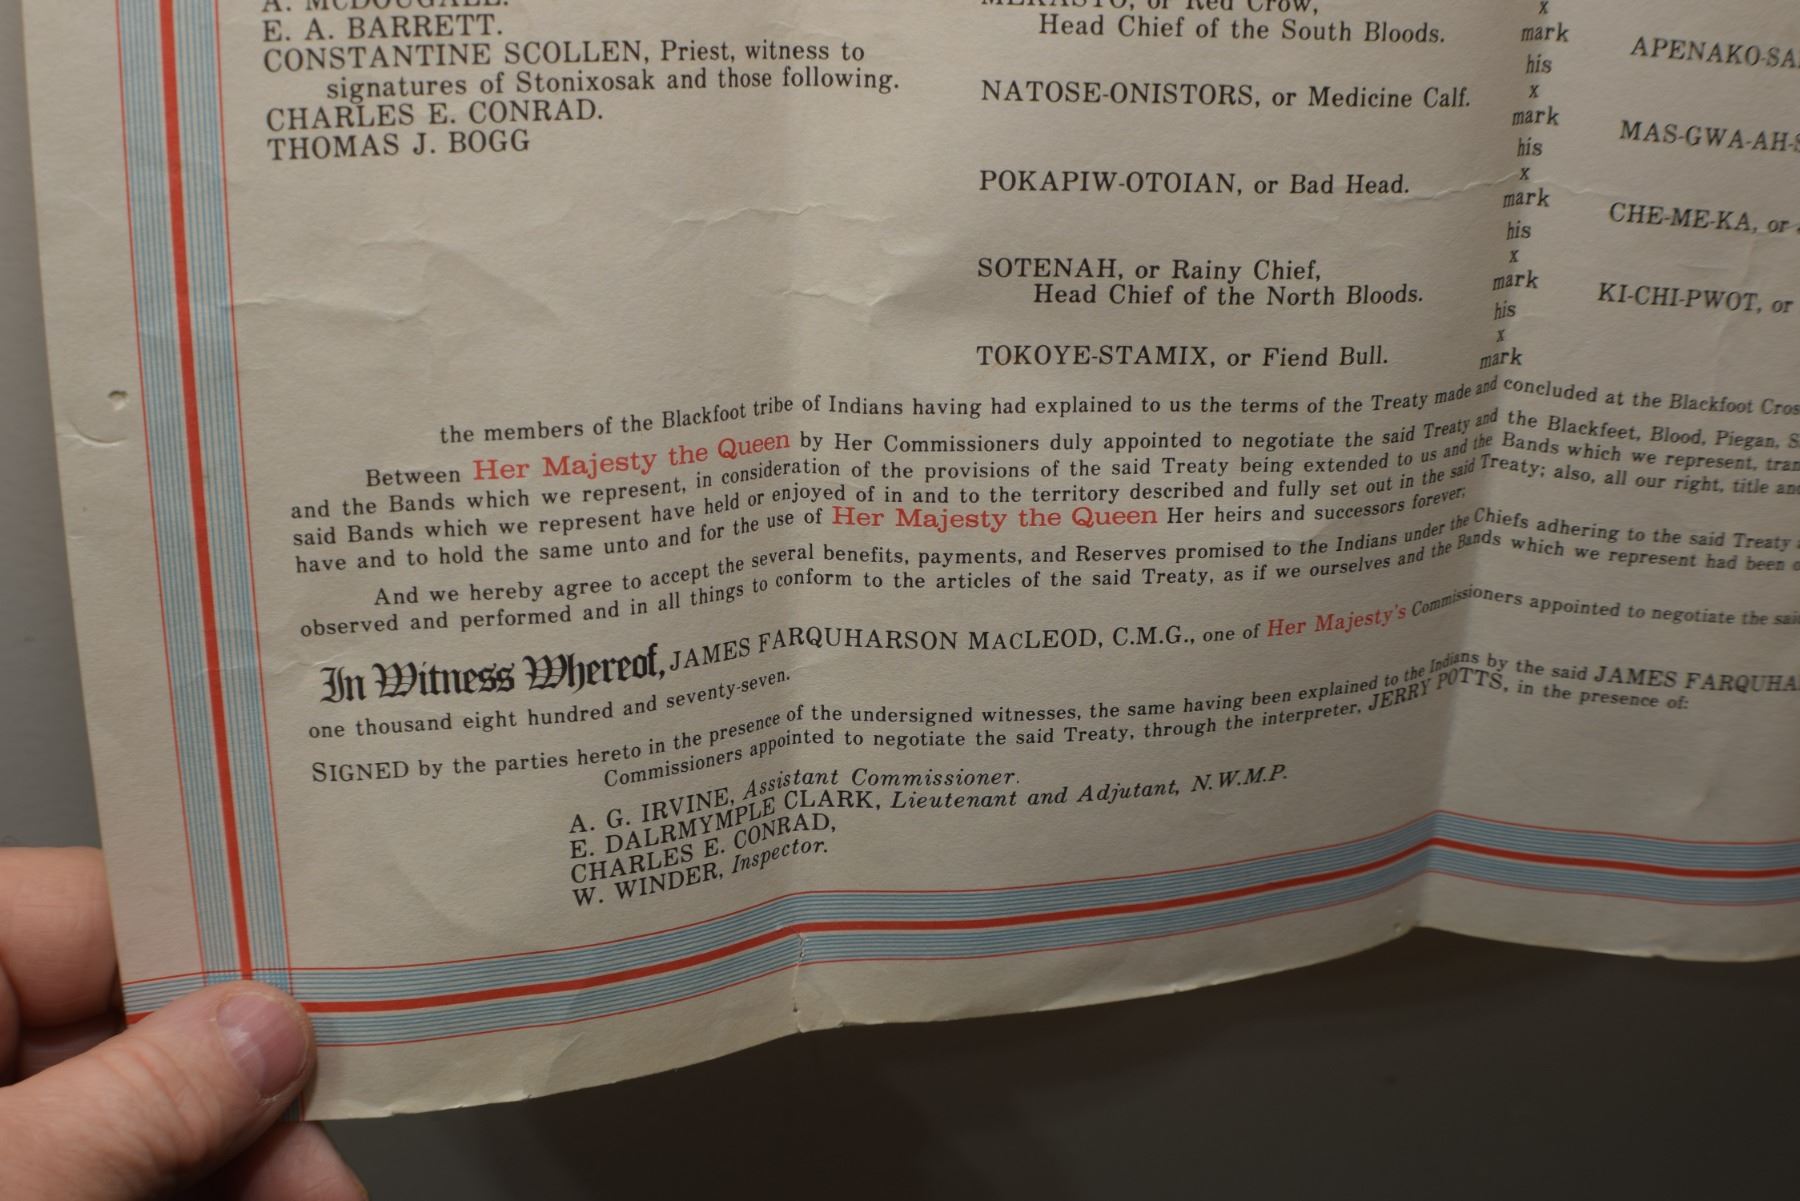 E. A. BARRETT.
CONSTANTINE SCOLLEN, Priest, witness to
signatures of Stonixosak and those following.
CHARLES E. CONRAD.
THOMAS J. BOGG
or Red Crow,
Head Chief of the South Bloods.
x
mark
his
NATOSE-ONISTORS, or Medicine Calf.
x
mark
his
POKAPIW-OTOIAN, or Bad Head.
x
mark
his
SOTENAH, or Rainy Chief,
Head Chief of the North Bloods.
x
mark
his
TOKOYE-STAMIX, or Fiend Bull.
x
mark
APENAKO-SA
MAS-GWA-AH-S
CHE-ME-KA, or
KI-CHI-PWOT, or
the members of the Blackfoot tribe of Indians having had explained to us the terms of the Treaty made and concluded at the Blackfoot Cros
Between Her Majesty the Queen by Her Commissioners duly appointed to negotiate the said Treaty and the Blackfeet, Blood, Piegan, S
and the Bands which we represent, in consideration of the provisions of the said Treaty being extended to us and the Bands which we represent, tran
said Bands which we represent have held or enjoyed of in and to the territory described and fully set out in the said Treaty; also, all our right, title and
have and to hold the same unto and for the use of Her Majesty the Queen Her heirs and successors forever;
And we hereby agree to accept the several benefits, payments, and Reserves promised to the Indians under the Chiefs adhering to the said Treaty
observed and performed and in all things to conform to the articles of the said Treaty, as if we ourselves and the Bands which we represent had been
In Witness Whereof, JAMES FARQUHARSON MACLEOD, C.M.G., one of Her Majesty's Commissioners appointed to negotiate the said
one thousand eight hundred and seventy-seven.
SIGNED by the parties hereto in the presence of the undersigned witnesses, the same having been explained to the Indians by the said JAMES FARQUHA
Commissioners appointed to negotiate the said Treaty, through the interpreter, JERRY POTTS, in the presence of:
A. G. IRVINE, Assistant Commissioner.
E. DALRMYMPLE CLARK, Lieutenant and Adjutant, N.W.M.P.
CHARLES E. CONRAD,
W. WINDER, Inspector.